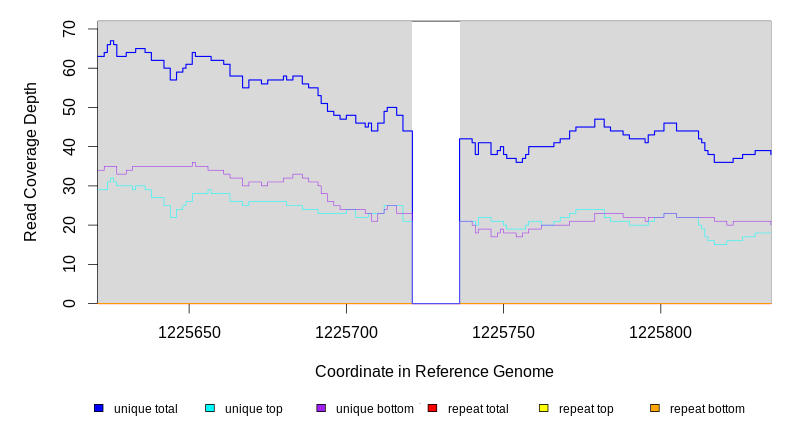 Read Coverage Depth
70
60
50
40
30
20
10
0
1225650 1225700 1225750 1225800
Coordinate in Reference Genome
unique total unique top unique bottom repeat total repeat top repeat bottom